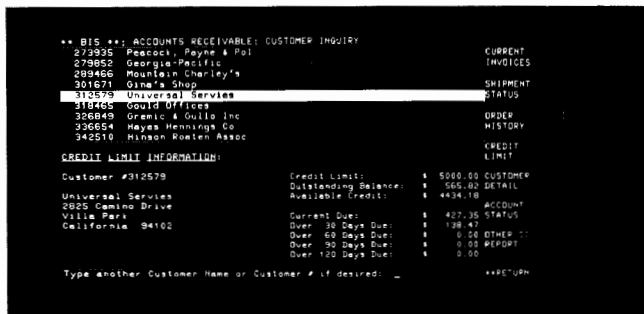 ** BIS **: ACCOUNTS RECEIVABLE: CUSTOMER INQUIRY
273935 Peacock, Payne & Pol CURRENT
279852 Georgia-Pacific INVOICES
289466 Mountain Charley's
301671 Gina's Shop SHIPMENT
312579 Universal Servies STATUS
318465 Gould Offices
326849 Gremic & Gullo Inc ORDER
336654 Hayes Hennings Co HISTORY
342510 Hinson Roaten Assoc
CREDIT
CREDIT LIMIT INFORMATION: LIMIT
Customer #312579 Credit Limit: $ 5000.00 CUSTOMER
Outstanding Balance: $ 565.82 DETAIL
Universal Servies Available Credit: $ 4434.18
2825 Camino Drive ACCOUNT
Villa Park Current Due: $ 427.35 STATUS
California 94102 Over 30 Days Due: $ 138.47
Over 60 Days Due: $ 0.00 OTHER
Over 90 Days Due: $ 0.00 REPORT
Over 120 Days Due: $ 0.00
Type another Customer Name or Customer # if desired: _ **RETURN